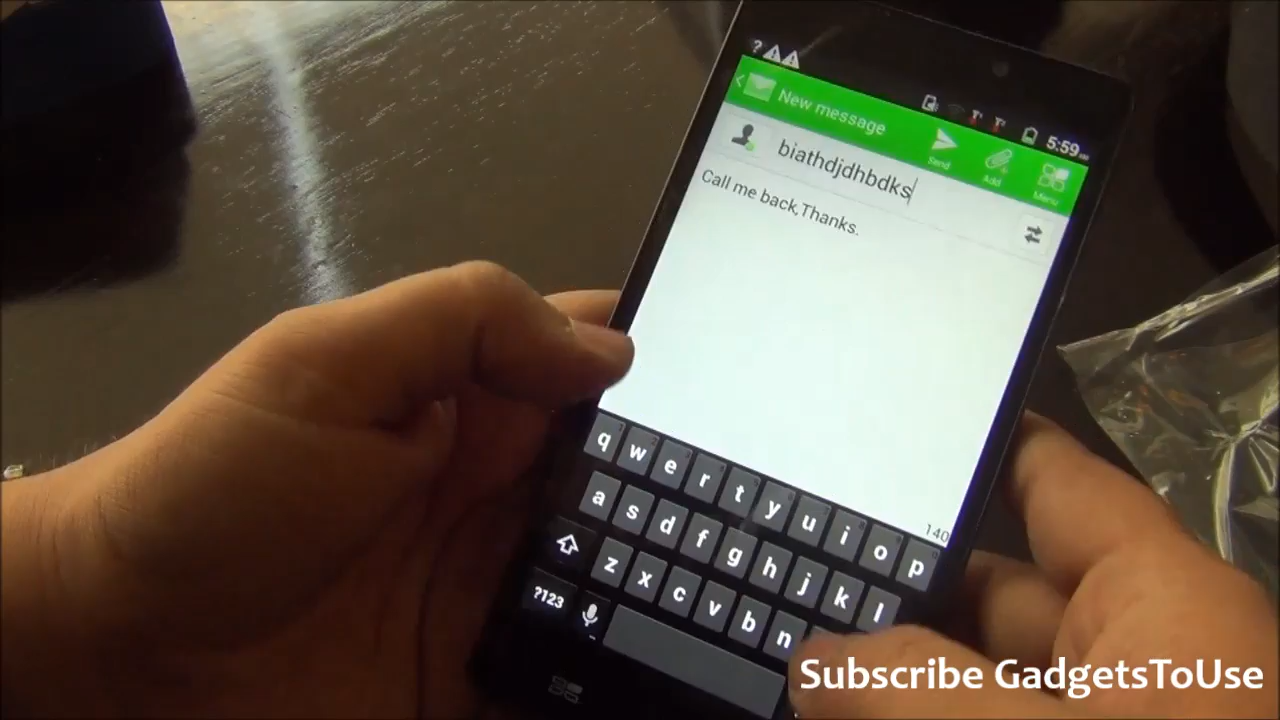 ?
5:59
New message
Send
Add
Menu
biathdjdhbdks
Call me back,Thanks.
140
q w e r t y u i o p
a s d f g h j k l
z x c v b n
?123
Subscribe GadgetsToUse